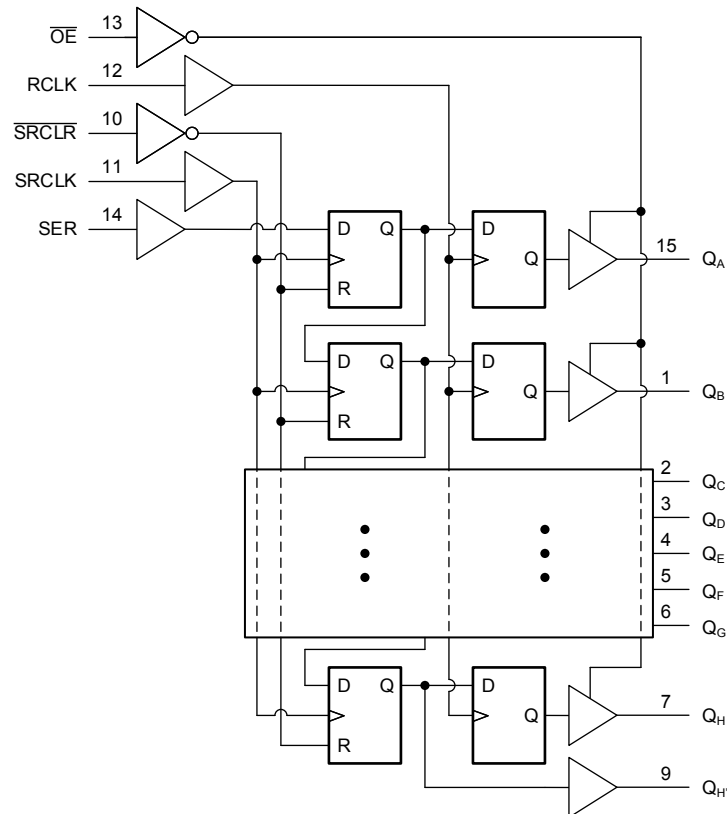 13
OE
12
RCLK
10
SRCLR
11
SRCLK
14
SER
D Q D
15
QA
Q
R
D Q D
1
QB
Q
R
2
QC
3
QD
4
QE
5
QF
6
QG
D Q D
7
QH
Q
R
9
QH'